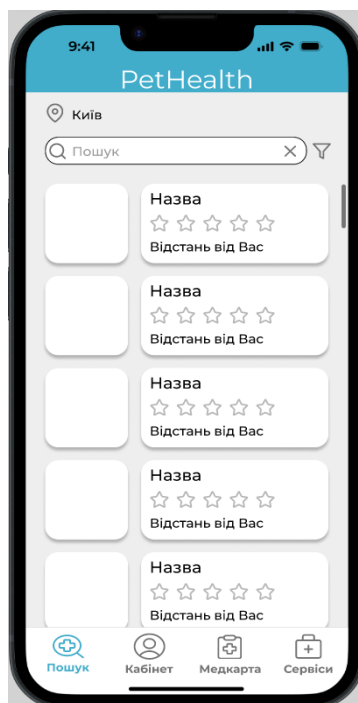 9:41
PetHealth
Київ
Пошук
Назва
Відстань від Вас
Назва
Відстань від Вас
Назва
Відстань від Вас
Назва
Відстань від Вас
Назва
Відстань від Вас
Пошук Кабінет Медкарта Сервіси